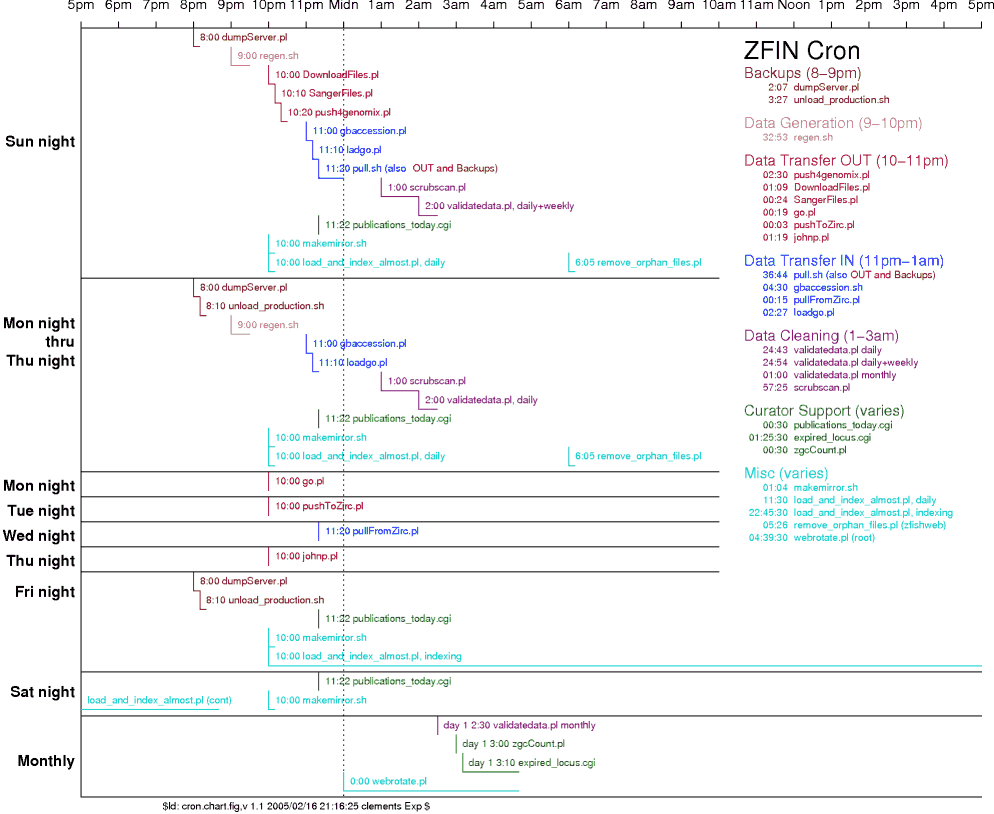 5pm 6pm 7pm 8pm 9pm 10pm 11pm Midn 1am 2am 3am 4am 5am 6am 7am 8am 9am 10am 11am Noon 1pm 2pm 3pm 4pm 5pm
Sun night
8:00 dumpServer.pl
9:00 regen.sh
10:00 DownloadFiles.pl
10:10 SangerFiles.pl
10:20 push4genomix.pl
11:00 gbaccession.pl
11:10 ladgo.pl
11:20 pull.sh (also OUT and Backups)
1:00 scrubscan.pl
2:00 validatedata.pl, daily+weekly
11:22 publications_today.cgi
10:00 makemirror.sh
10:00 load_and_index_almost.pl, daily
6:05 remove_orphan_files.pl
Mon night
thru
Thu night
8:00 dumpServer.pl
8:10 unload_production.sh
9:00 regen.sh
11:00 gbaccession.pl
11:10 loadgo.pl
1:00 scrubscan.pl
2:00 validatedata.pl, daily
11:22 publications_today.cgi
10:00 makemirror.sh
10:00 load_and_index_almost.pl, daily
6:05 remove_orphan_files.pl
Mon night
10:00 go.pl
Tue night
10:00 pushToZirc.pl
Wed night
11:20 pullFromZirc.pl
Thu night
10:00 johnp.pl
Fri night
8:00 dumpServer.pl
8:10 unload_production.sh
11:22 publications_today.cgi
10:00 makemirror.sh
10:00 load_and_index_almost.pl, indexing
Sat night
11:22 publications_today.cgi
load_and_index_almost.pl (cont)
10:00 makemirror.sh
Monthly
day 1 2:30 validatedata.pl monthly
day 1 3:00 zgcCount.pl
day 1 3:10 expired_locus.cgi
0:00 webrotate.pl
ZFIN Cron
Backups (8–9pm)
2:07 dumpServer.pl
3:27 unload_production.sh
Data Generation (9–10pm)
32:53 regen.sh
Data Transfer OUT (10–11pm)
02:30 push4genomix.pl
01:09 DownloadFiles.pl
00:24 SangerFiles.pl
00:19 go.pl
00:03 pushToZirc.pl
01:19 johnp.pl
Data Transfer IN (11pm–1am)
36:44 pull.sh (also OUT and Backups)
04:30 gbaccession.sh
00:15 pullFromZirc.pl
02:27 loadgo.pl
Data Cleaning (1–3am)
24:43 validatedata.pl daily
24:54 validatedata.pl daily+weekly
01:00 validatedata.pl monthly
57:25 scrubscan.pl
Curator Support (varies)
00:30 publications_today.cgi
01:25:30 expired_locus.cgi
00:30 zgcCount.pl
Misc (varies)
01:04 makemirror.sh
11:30 load_and_index_almost.pl, daily
22:45:30 load_and_index_almost.pl, indexing
05:26 remove_orphan_files.pl (zfishweb)
04:39:30 webrotate.pl (root)
$Id: cron.chart.fig,v 1.1 2005/02/16 21:16:25 clements Exp $